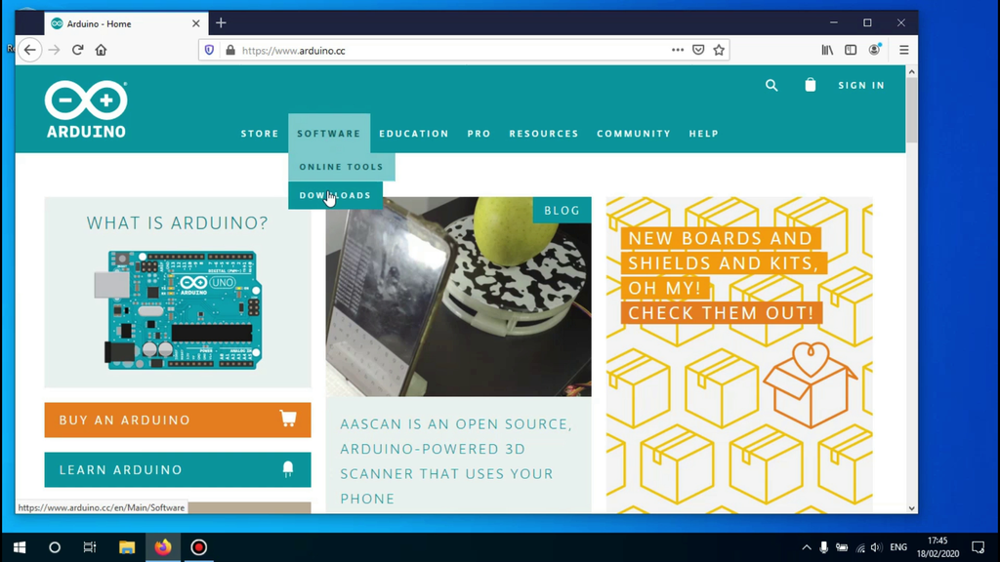 Arduino - Home
https://www.arduino.cc
SIGN IN
ARDUINO
STORE SOFTWARE EDUCATION PRO RESOURCES COMMUNITY HELP
ONLINE TOOLS
DOWNLOADS
WHAT IS ARDUINO?
ARDUINO UNO
BLOG
NEW BOARDS AND
SHIELDS AND KITS,
OH MY!
CHECK THEM OUT!
BUY AN ARDUINO
LEARN ARDUINO
AASCAN IS AN OPEN SOURCE,
ARDUINO-POWERED 3D
SCANNER THAT USES YOUR
PHONE
https://www.arduino.cc/en/Main/Software
ENG
17:45
18/02/2020